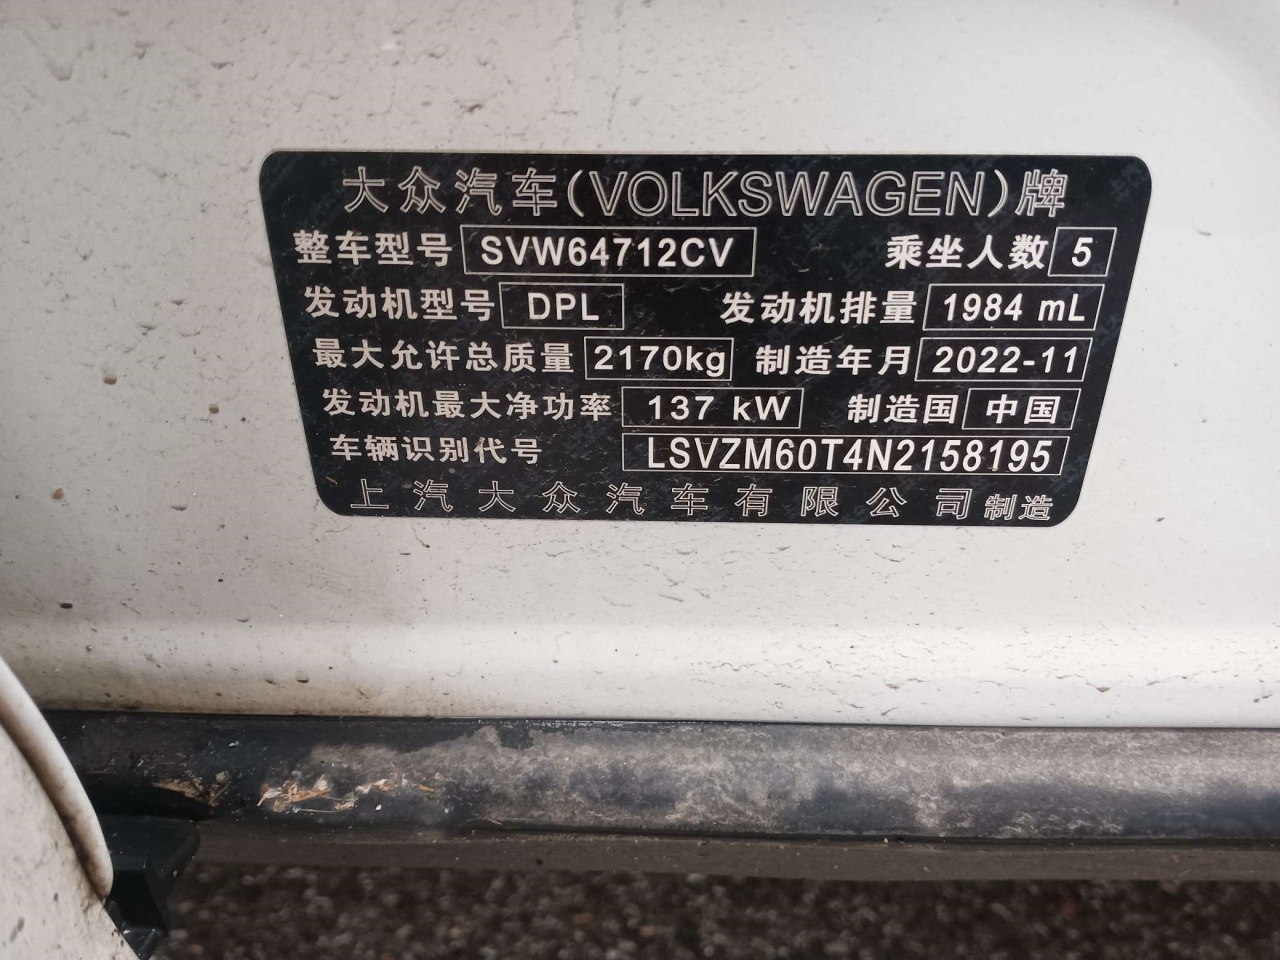 大众汽车(VOLKSWAGEN)牌
整车型号 SVW64712CV 乘坐人数 5
发动机型号 DPL 发动机排量 1984 mL
最大允许总质量 2170kg 制造年月 2022-11
发动机最大净功率 137 kW 制造国 中国
车辆识别代号 LSVZM60T4N2158195
上汽大众汽车有限公司制造